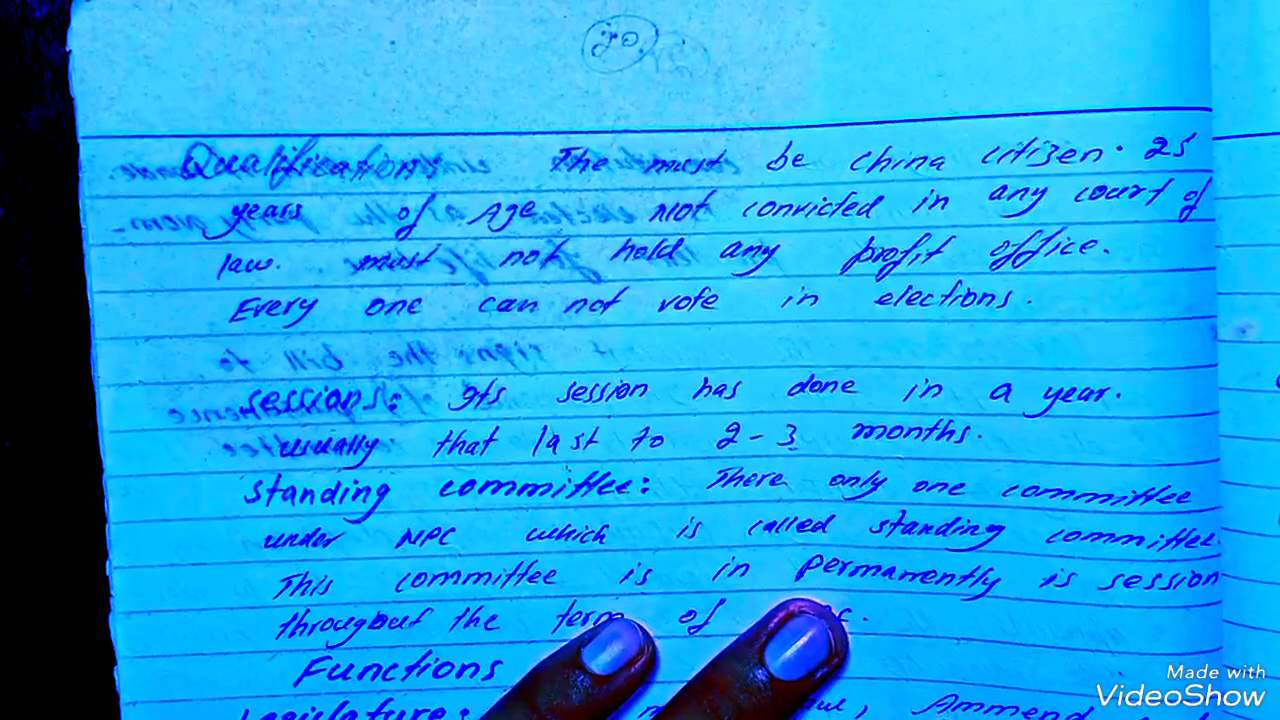 20
Qualifications The must be china citizen. 25
years of Age Not convicted in any court of
law. must not hold any profit office.
Every one can not vote in elections.
sessions: Its session has done in a year.
usually that last to 2-3 months.
standing committee: There only one committee
under NPC which is called standing committee.
This committee is in permanently is session
througout the term of
Functions
Legislature: Ammend
Made with
VideoShow